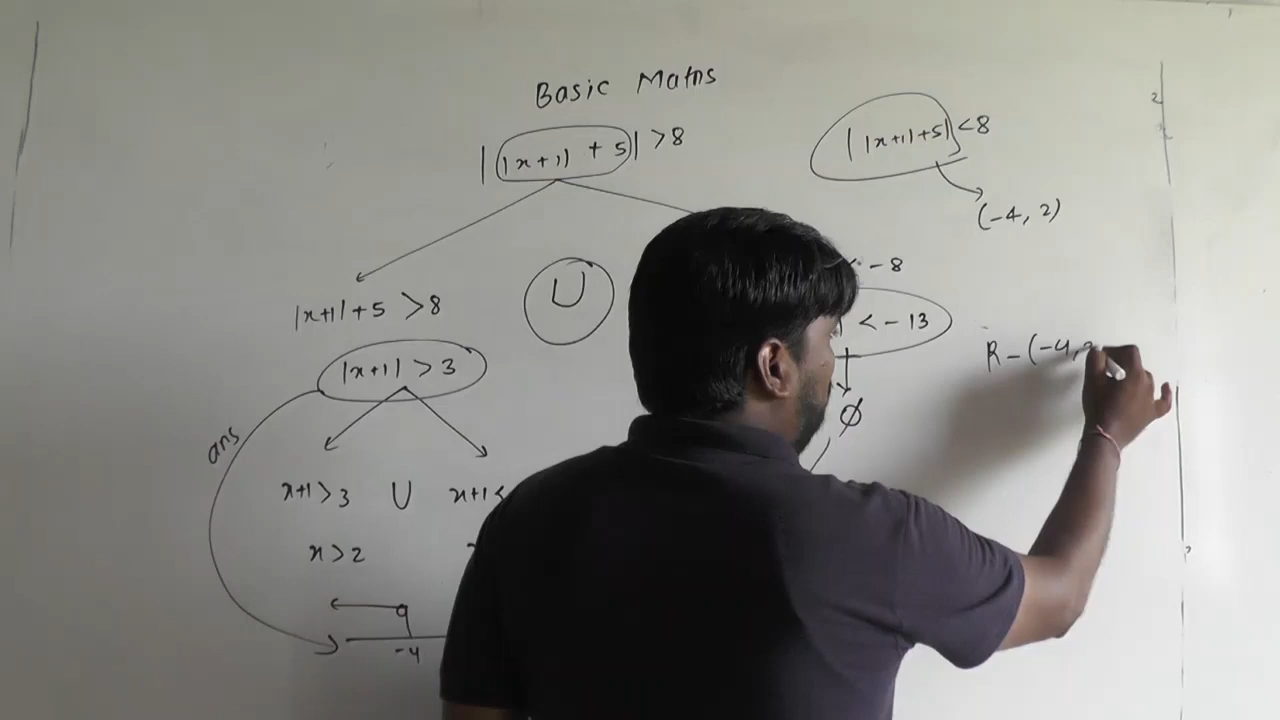 Basic Maths
||x+1| + 5| >8
||x+1|+5| <8
(-4, 2)
|x+1|+5 >8
U
< -8
|x+1| > 3
| < -13
R - (-4,
ans
φ
x+1 > 3 U x+1 <
x > 2
-4